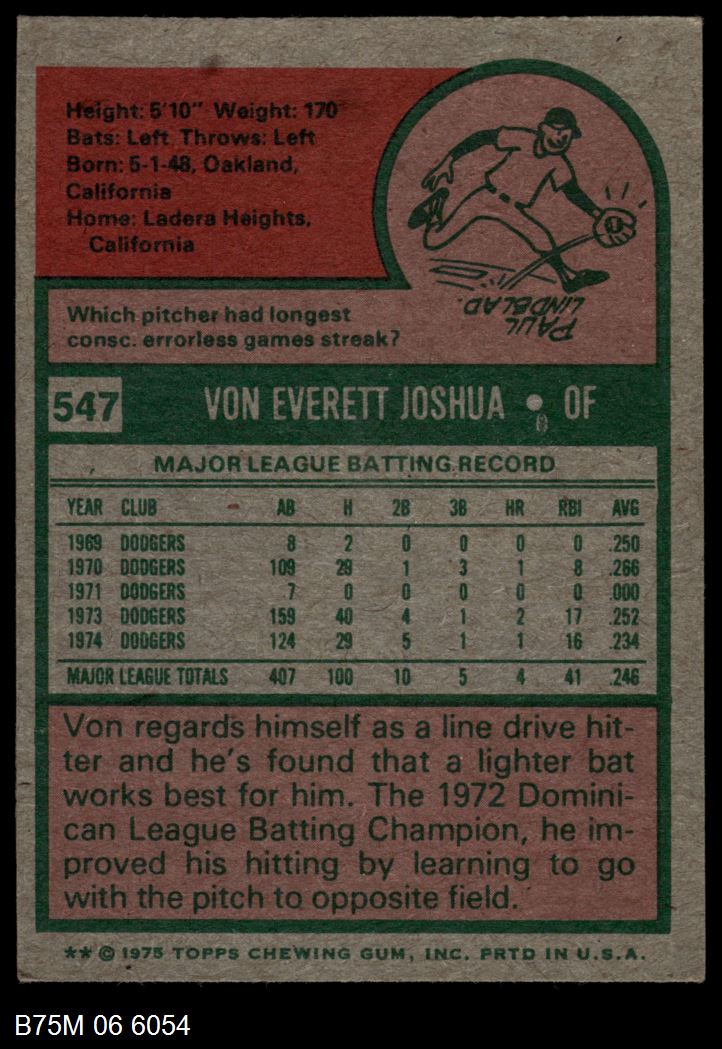 Height: 5'10" Weight: 170
Bats: Left Throws: Left
Born: 5-1-48, Oakland,
California
Home: Ladera Heights,
California
PAUL
LINDBLAD.
Which pitcher had longest
consc. errorless games streak?
547 VON EVERETT JOSHUA • OF
MAJOR LEAGUE BATTING RECORD
YEAR CLUB AB H 2B 3B HR RBI AVG
1969 DODGERS 8 2 0 0 0 0 .250
1970 DODGERS 109 29 1 3 1 8 .266
1971 DODGERS 7 0 0 0 0 0 .000
1973 DODGERS 159 40 4 1 2 17 .252
1974 DODGERS 124 29 5 1 1 16 .234
MAJOR LEAGUE TOTALS 407 100 10 5 4 41 .246
Von regards himself as a line drive hit-
ter and he's found that a lighter bat
works best for him. The 1972 Domini-
can League Batting Champion, he im-
proved his hitting by learning to go
with the pitch to opposite field.
** © 1975 TOPPS CHEWING GUM, INC. PRTD IN U.S.A.
B75M 06 6054